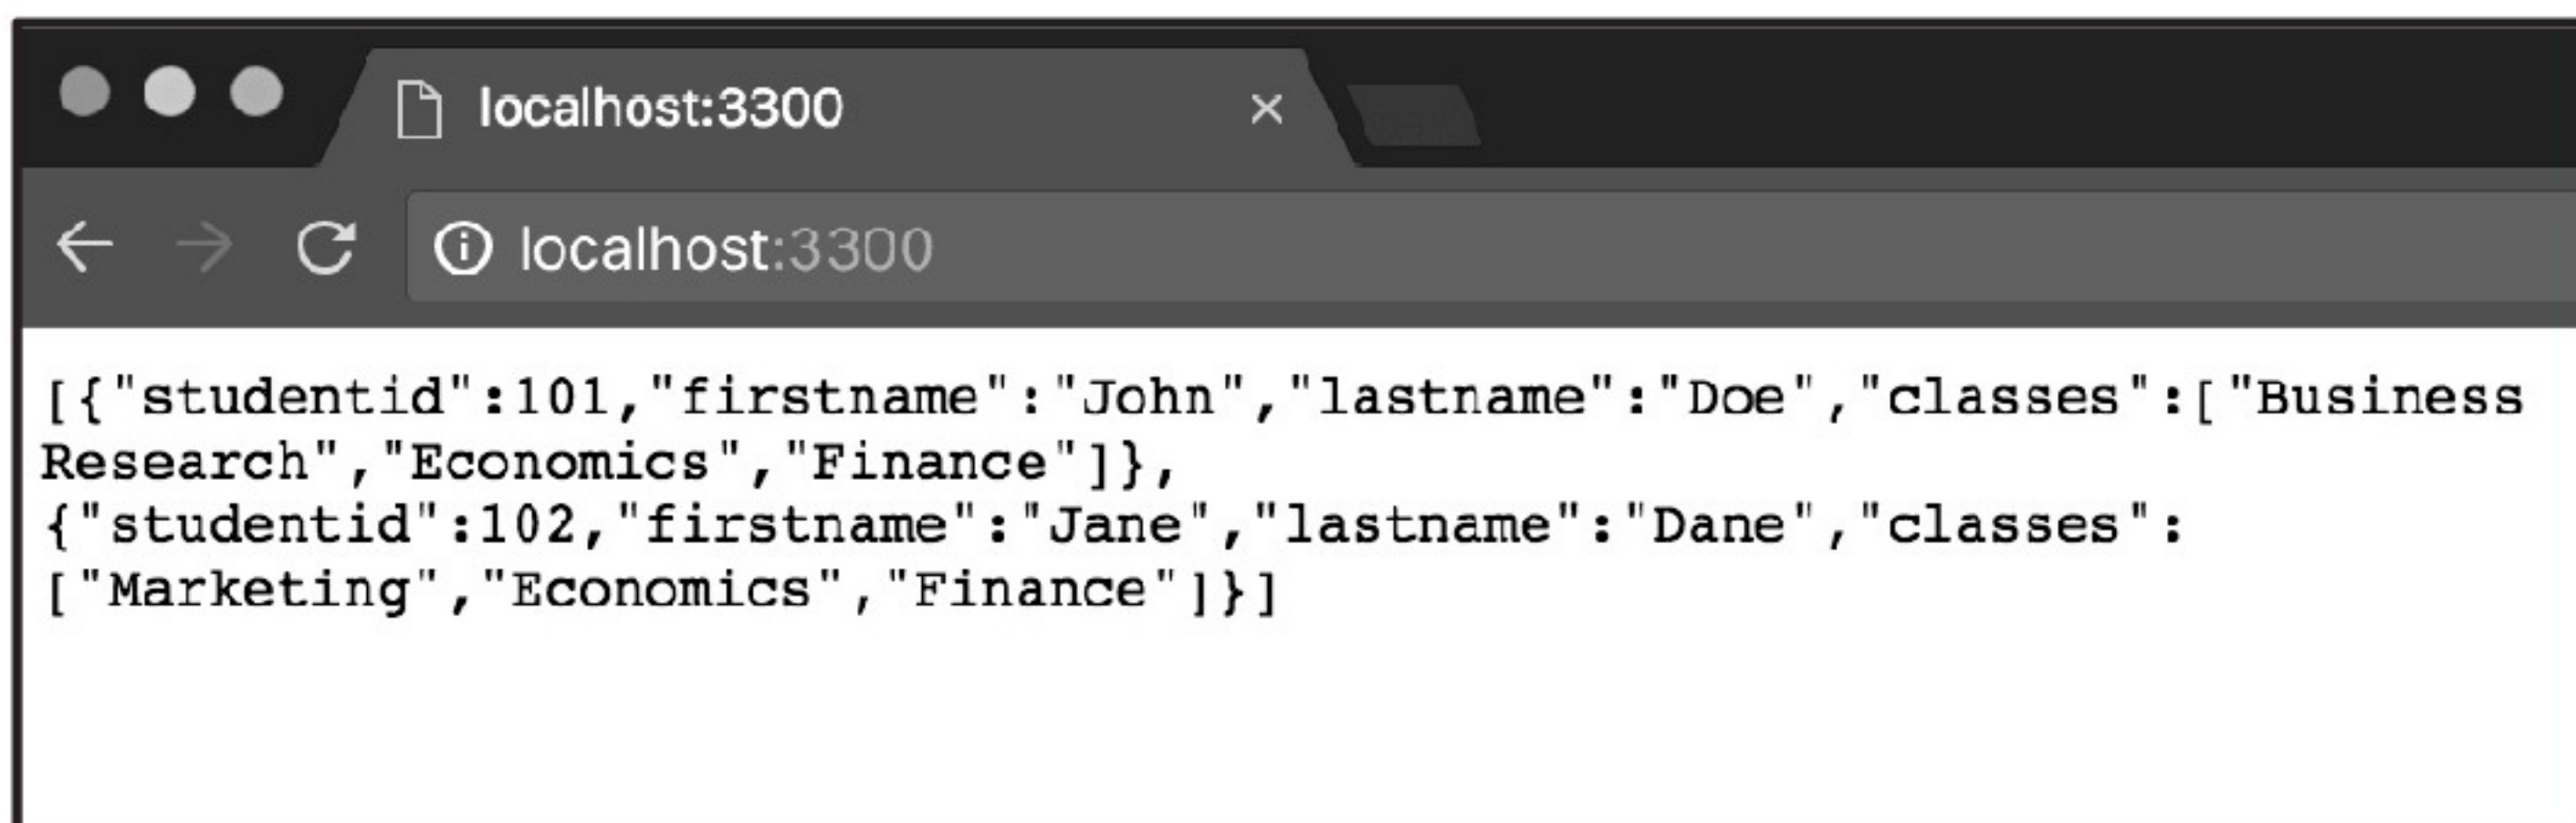 localhost:3300
localhost:3300
[{"studentid":101,"firstname":"John","lastname":"Doe","classes":["Business
Research","Economics","Finance"]},
{"studentid":102,"firstname":"Jane","lastname":"Dane","classes":
["Marketing","Economics","Finance"]}]